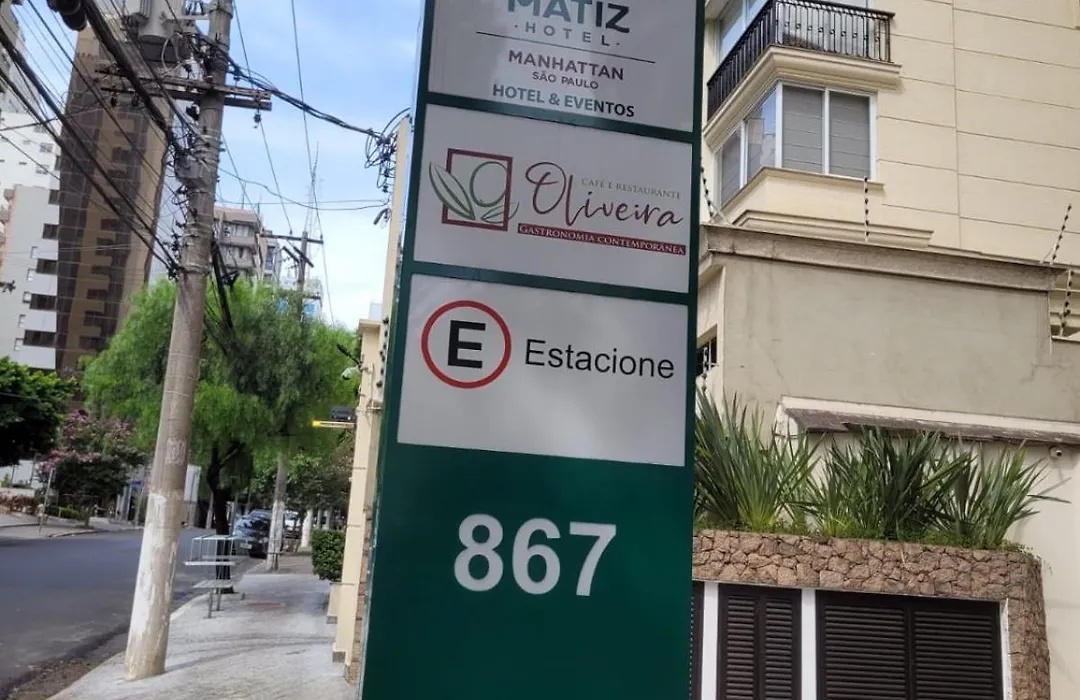 MATIZ
· HOTEL ·
MANHATTAN
SÃO PAULO
HOTEL & EVENTOS
CAFÉ E RESTAURANTE
Oliveira
GASTRONOMIA CONTEMPORÂNEA
E Estacione
867